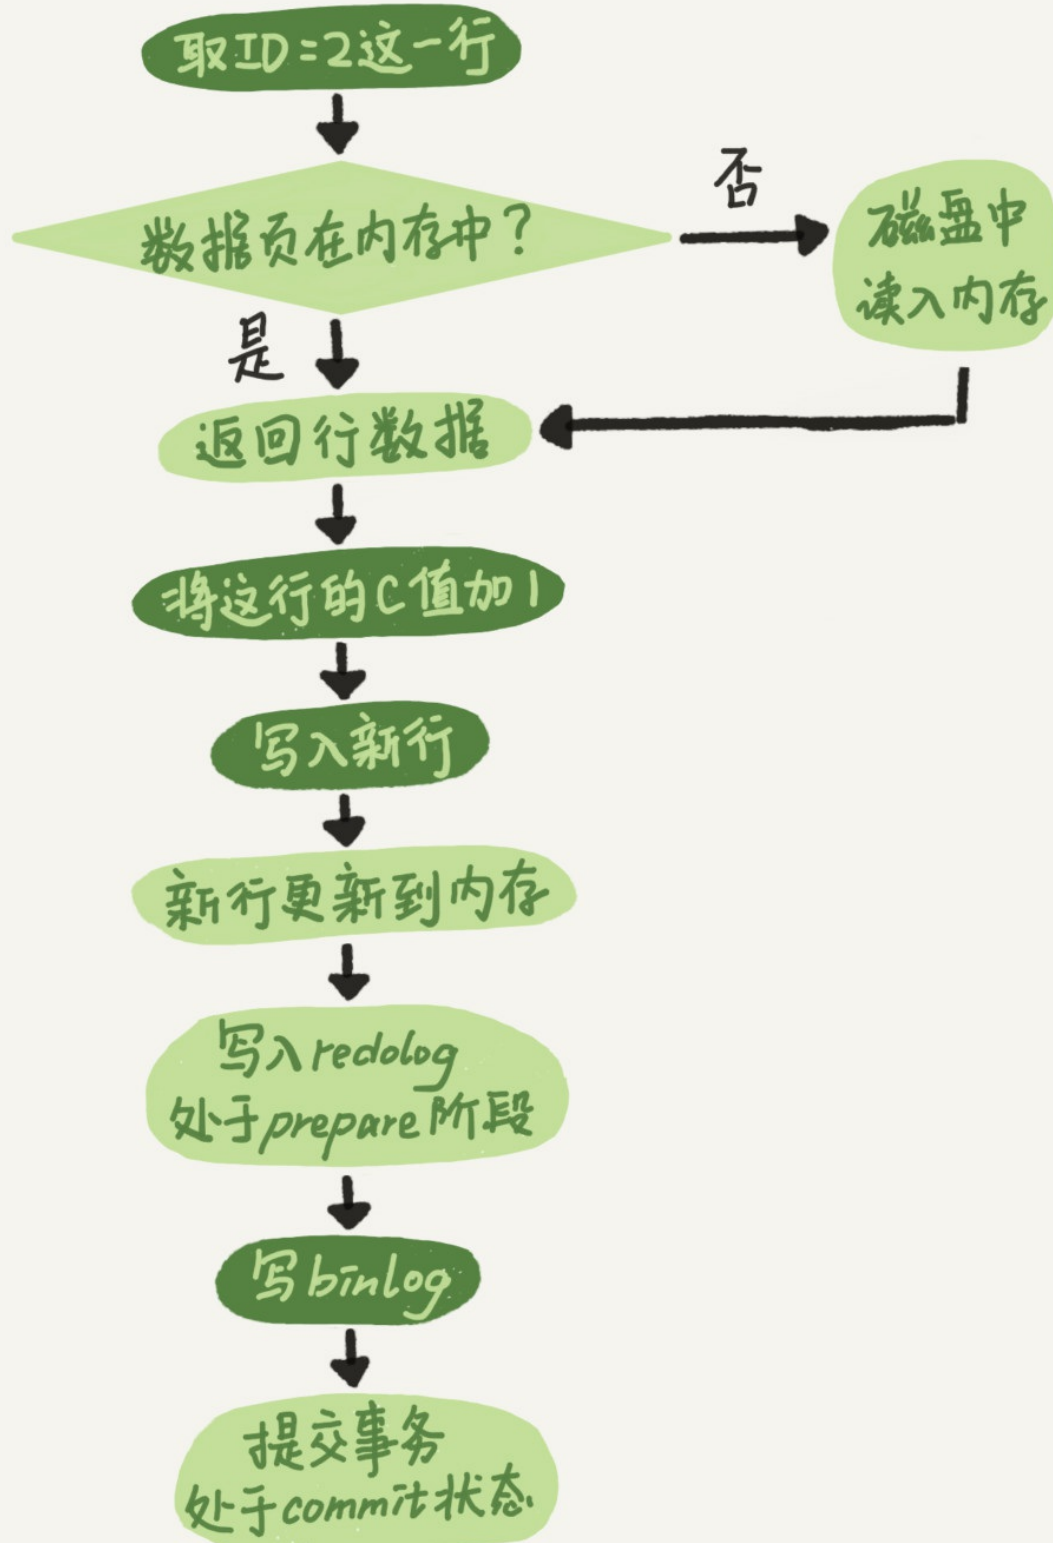 取ID=2这一行
数据页在内存中？
否
磁盘中
读入内存
是
返回行数据
将这行的C值加1
写入新行
新行更新到内存
写入redolog
处于prepare阶段
写binlog
提交事务
处于commit状态